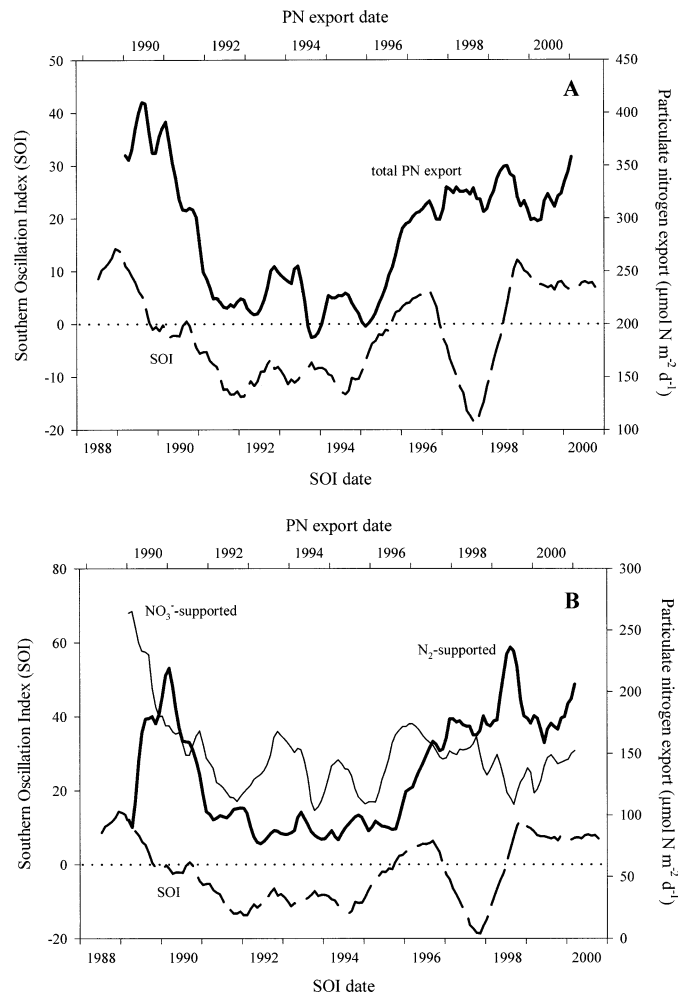 PN export date
1990 1992 1994 1996 1998 2000
50 450
A
40 400
total PN export
30 350
20 300
10 250
0 200
SOI
-10 150
-20 100
Southern Oscillation Index (SOI)
Particulate nitrogen export (μmol N m⁻² d⁻¹)
1988 1990 1992 1994 1996 1998 2000
SOI date
PN export date
1990 1992 1994 1996 1998 2000
80 300
B
NO₃⁻-supported
250
60
N₂-supported
200
40
150
20 100
0 50
SOI
-20 0
Southern Oscillation Index (SOI)
Particulate nitrogen export (μmol N m⁻² d⁻¹)
1988 1990 1992 1994 1996 1998 2000
SOI date